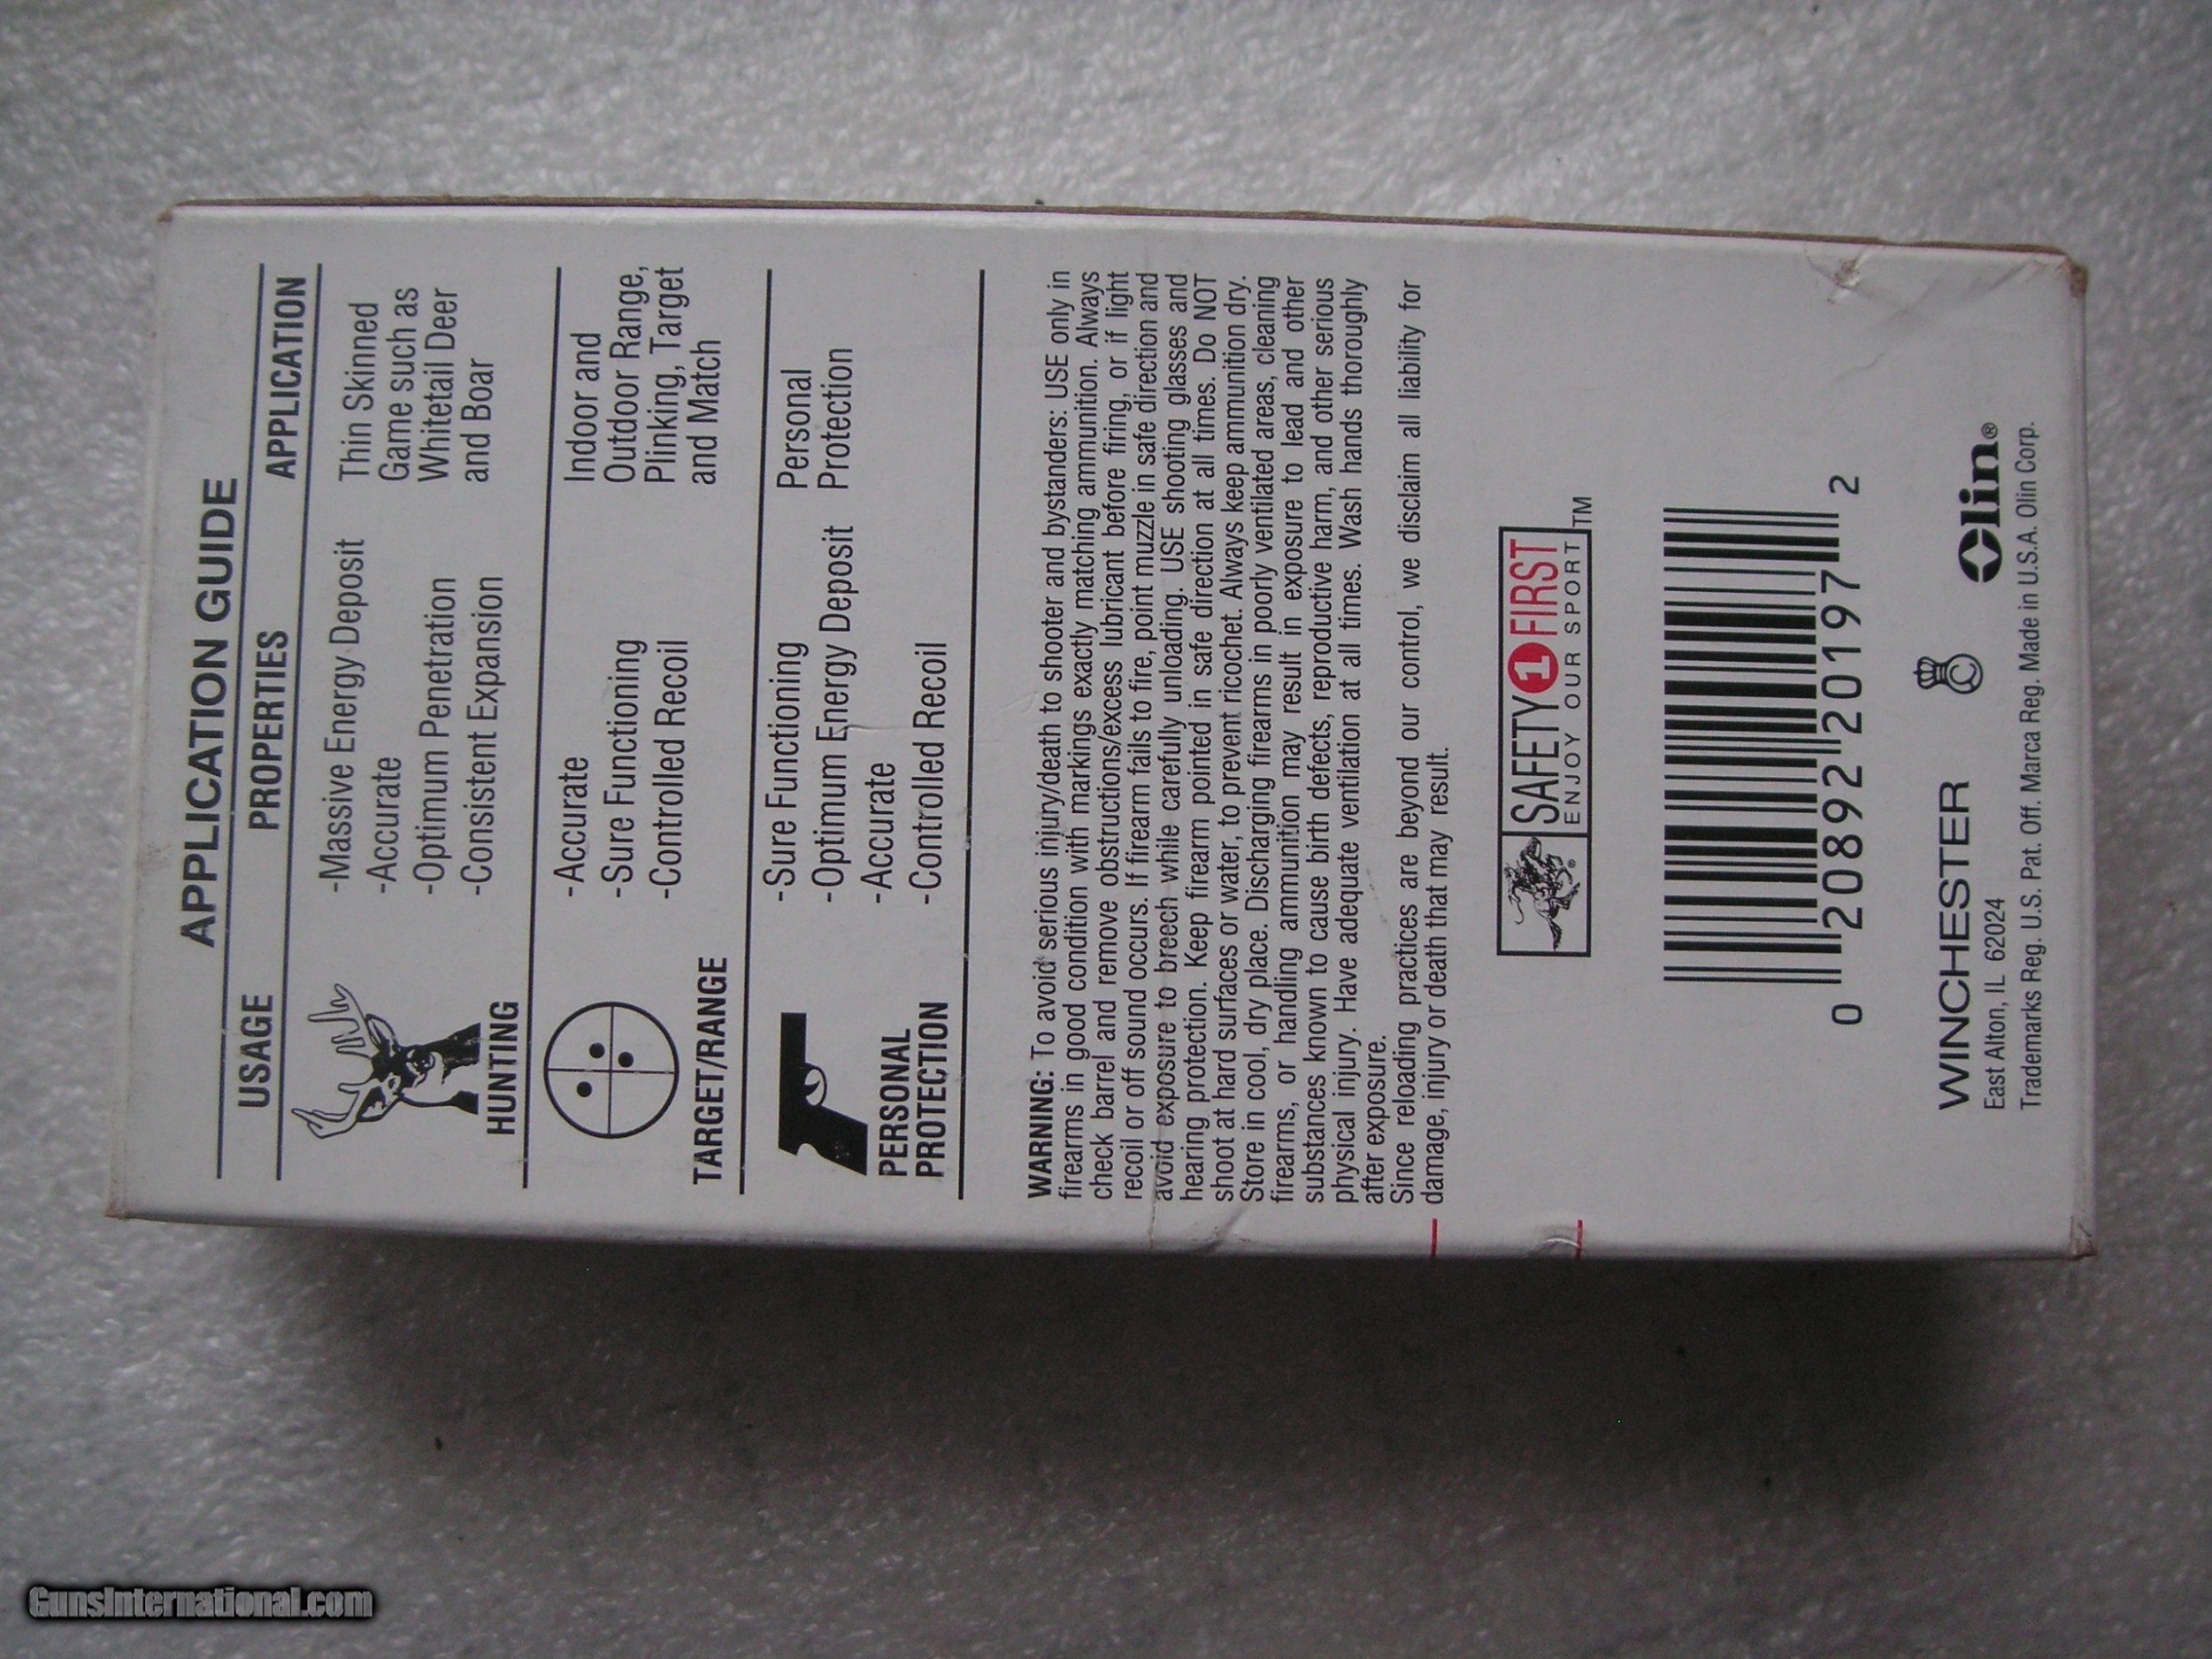 APPLICATION GUIDE
USAGE PROPERTIES APPLICATION
HUNTING
-Massive Energy Deposit
-Accurate
-Optimum Penetration
-Consistent Expansion
Thin Skinned
Game such as
Whitetail Deer
and Boar
TARGET/RANGE
-Accurate
-Sure Functioning
-Controlled Recoil
Indoor and
Outdoor Range,
Plinking, Target
and Match
PERSONAL
PROTECTION
-Sure Functioning
-Optimum Energy Deposit
-Accurate
-Controlled Recoil
Personal
Protection
WARNING: To avoid serious injury/death to shooter and bystanders: USE only in
firearms in good condition with markings exactly matching ammunition. Always
check barrel and remove obstructions/excess lubricant before firing, or if light
recoil or off sound occurs. If firearm fails to fire, point muzzle in safe direction and
avoid exposure to breech while carefully unloading. USE shooting glasses and
hearing protection. Keep firearm pointed in safe direction at all times. Do NOT
shoot at hard surfaces or water, to prevent ricochet. Always keep ammunition dry.
Store in cool, dry place. Discharging firearms in poorly ventilated areas, cleaning
firearms, or handling ammunition may result in exposure to lead and other
substances known to cause birth defects, reproductive harm, and other serious
physical injury. Have adequate ventilation at all times. Wash hands thoroughly
after exposure.
Since reloading practices are beyond our control, we disclaim all liability for
damage, injury or death that may result.
SAFETY 1 FIRST
ENJOY OUR SPORT TM
0 20892 20197 2
WINCHESTER C Olin®
East Alton, IL 62024
Trademarks Reg. U.S. Pat. Off. Marca Reg. Made in U.S.A. Olin Corp.
GunsInternational.com